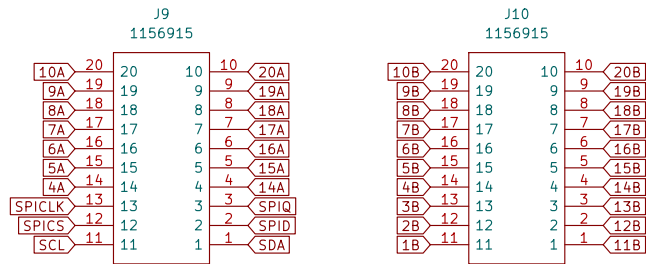 J9 J10
1156915 1156915
10A 20 20 10 10 20A 10B 20 20 10 10 20B
9A 19 19 9 9 19A 9B 19 19 9 9 19B
8A 18 18 8 8 18A 8B 18 18 8 8 18B
7A 17 17 7 7 17A 7B 17 17 7 7 17B
6A 16 16 6 6 16A 6B 16 16 6 6 16B
5A 15 15 5 5 15A 5B 15 15 5 5 15B
4A 14 14 4 4 14A 4B 14 14 4 4 14B
SPICLK 13 13 3 3 SPIQ 3B 13 13 3 3 13B
SPICS 12 12 2 2 SPID 2B 12 12 2 2 12B
SCL 11 11 1 1 SDA 1B 11 11 1 1 11B